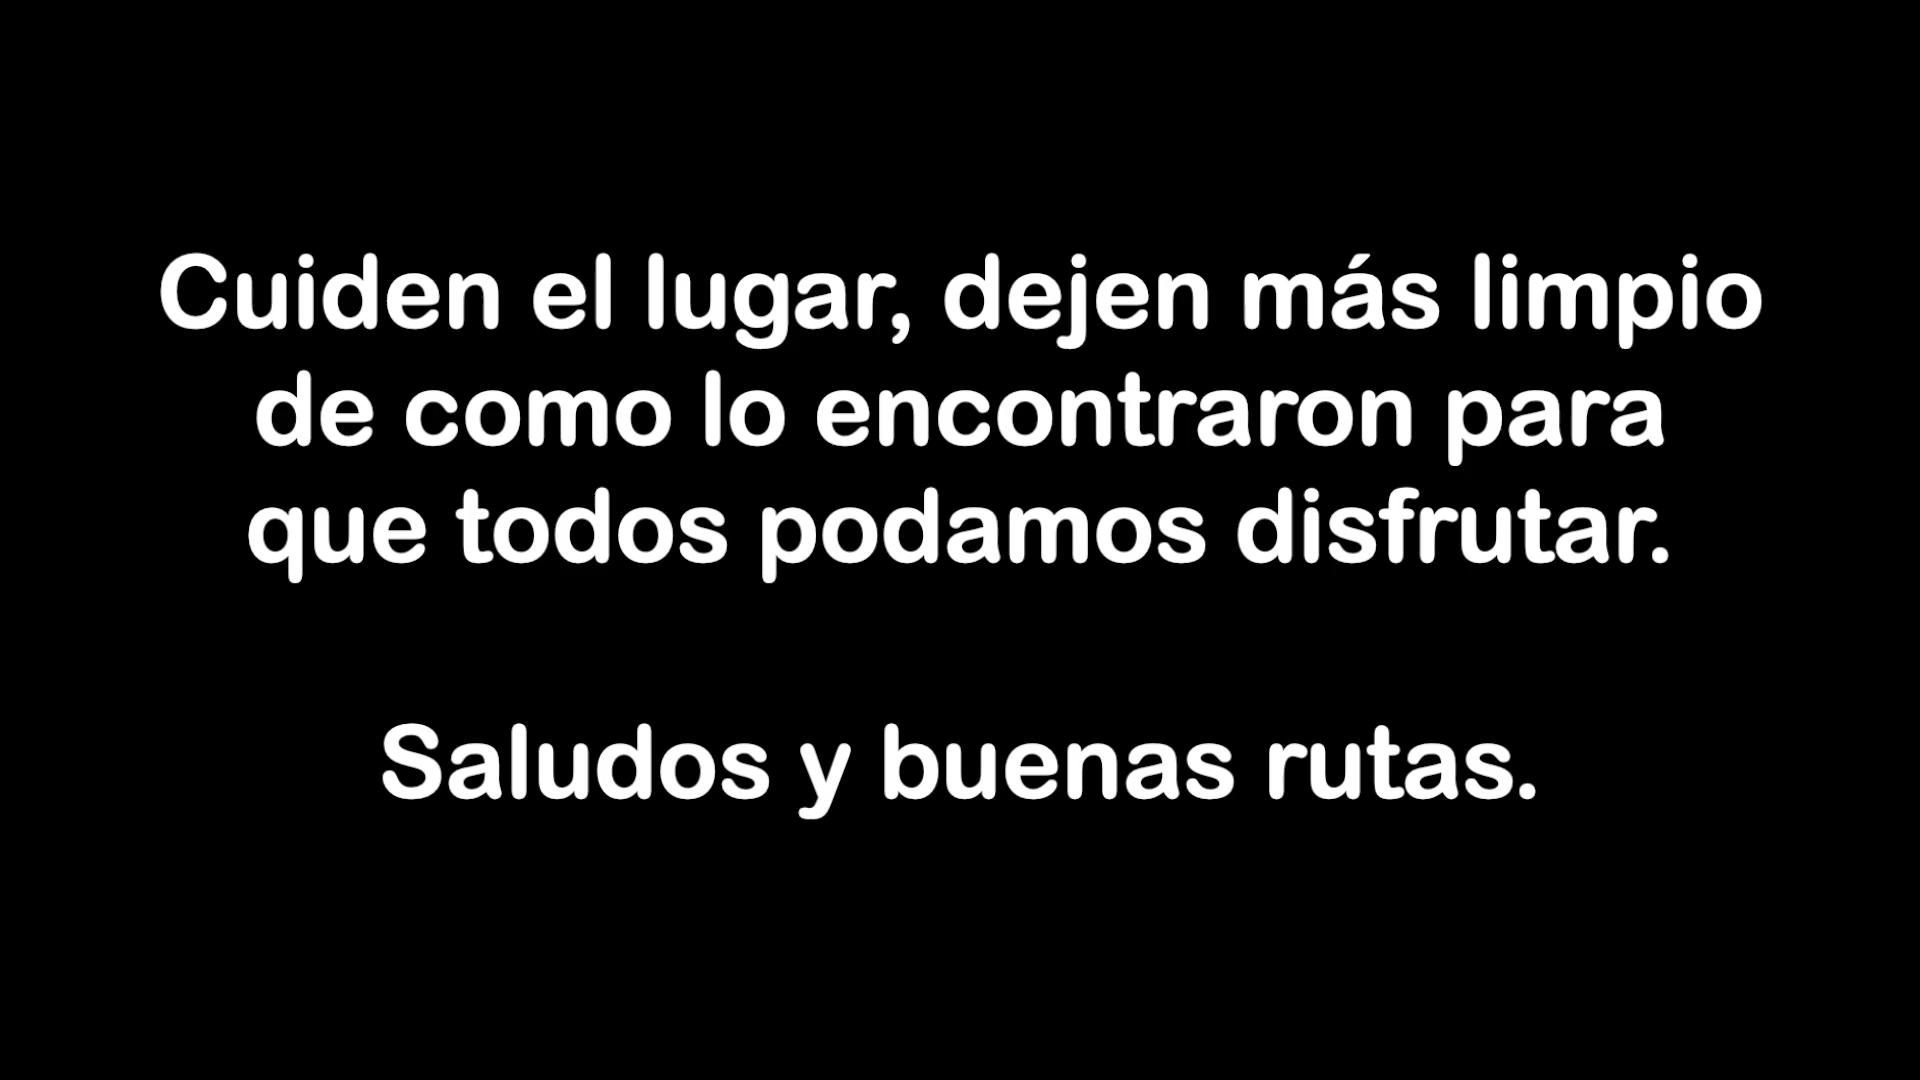 Cuiden el lugar, dejen más limpio
de como lo encontraron para
que todos podamos disfrutar.
Saludos y buenas rutas.